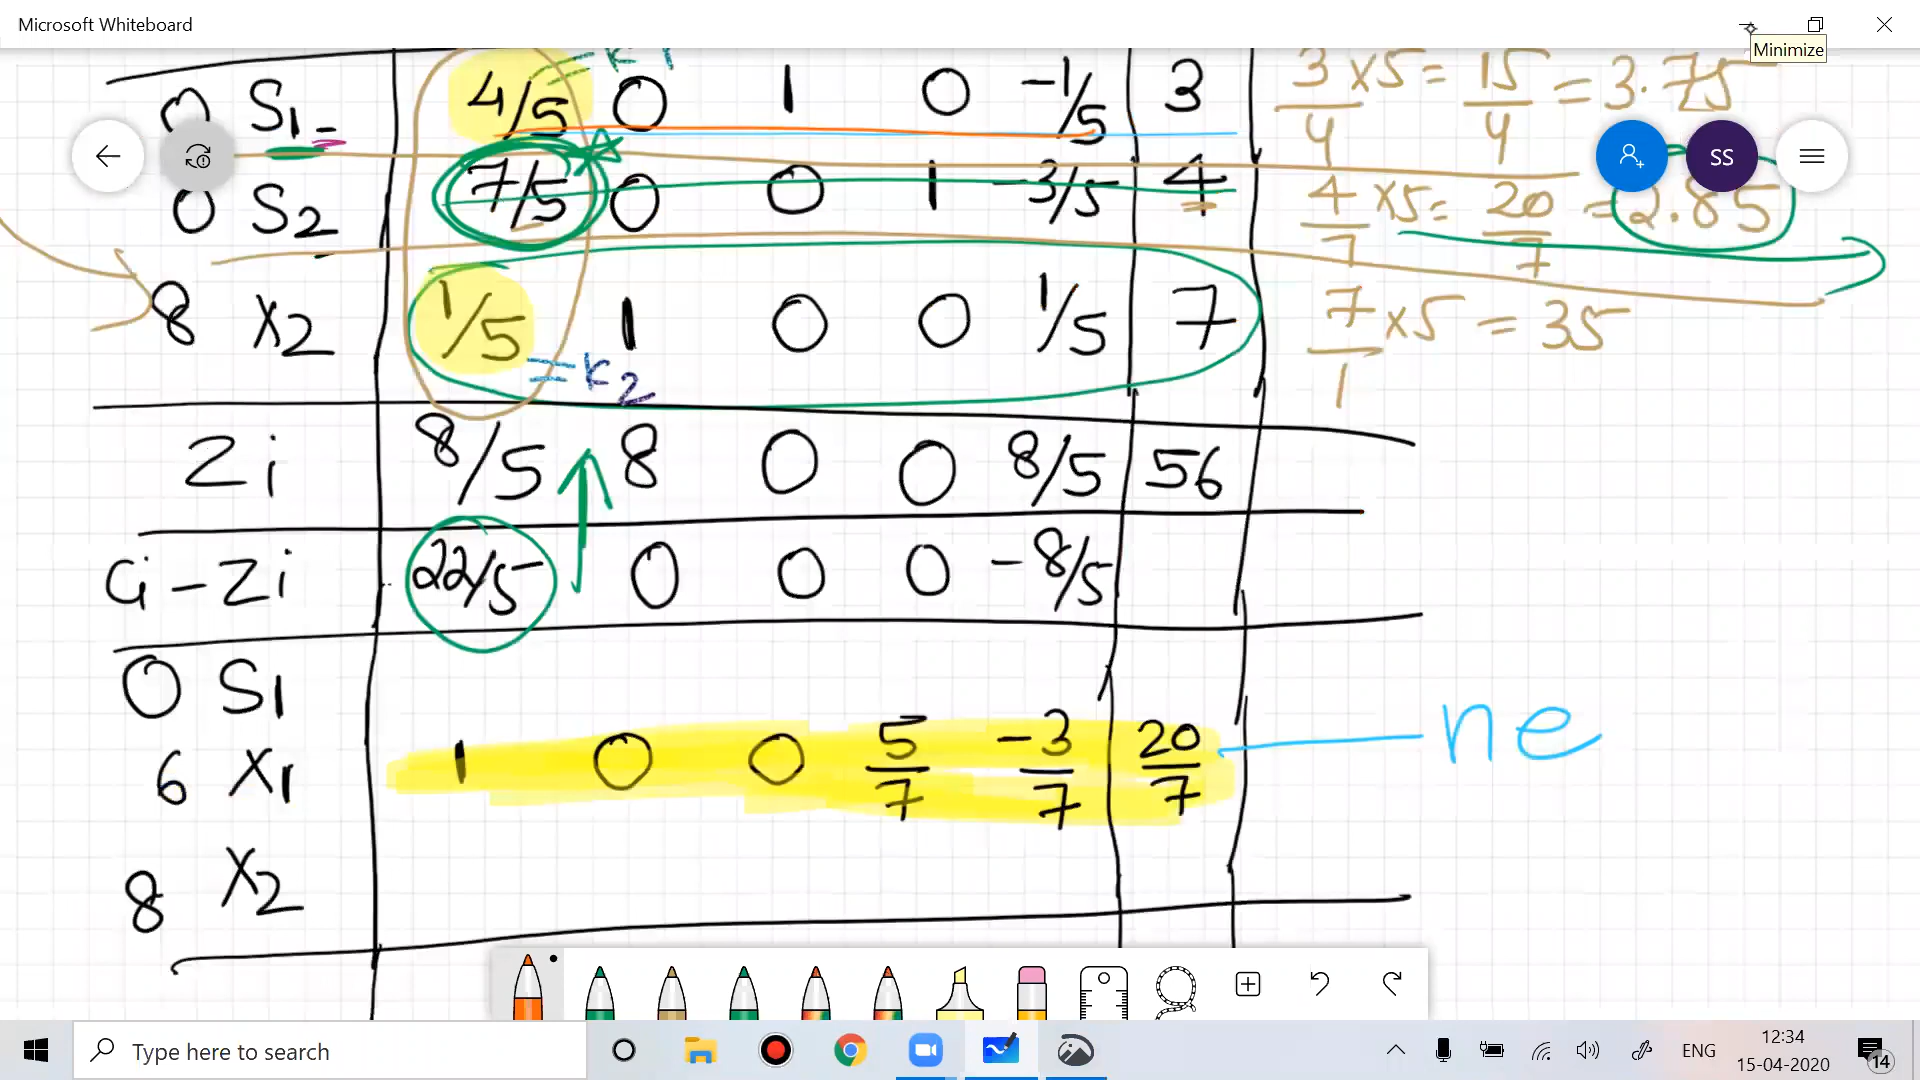 Microsoft Whiteboard
Minimize
0 S1 4/5 0 1 0 -1/5 3 3/4 ×5 = 15/4 = 3.75
SS
0 S2 7/5 0 0 1 -3/5 4 4/7 ×5 = 20/7 = 2.85
8 X2 1/5 = K2 1 0 0 1/5 7 7/1 ×5 = 35
Zi 8/5 8 0 0 8/5 56
Ci - Zi 22/5 0 0 0 -8/5
0 S1
6 X1 1 0 0 5/7 -3/7 20/7 ne
8 X2
Type here to search
ENG
12:34
15-04-2020
14